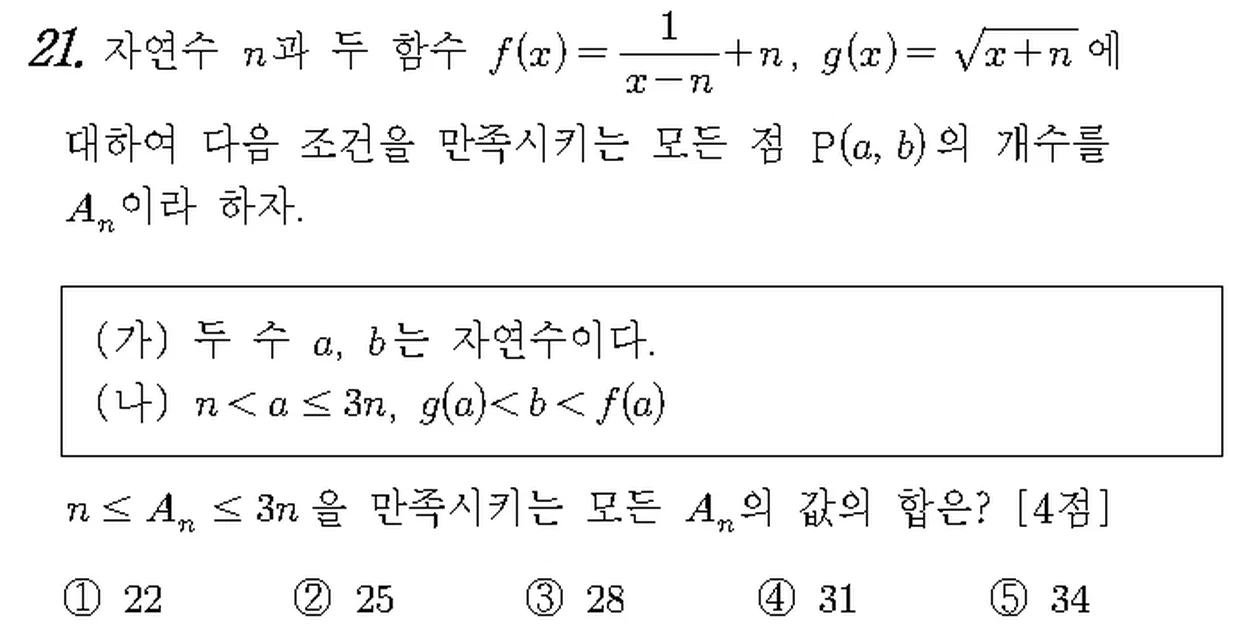 21. 자연수 n과 두 함수 f(x)=\frac{1}{x-n}+n, g(x)=\sqrt{x+n} 에
대하여 다음 조건을 만족시키는 모든 점 P(a, b)의 개수를
A_n이라 하자.
(가) 두 수 a, b는 자연수이다.
(나) n<a≤3n, g(a)<b<f(a)
n≤A_n≤3n을 만족시키는 모든 A_n의 값의 합은? [4점]
① 22 ② 25 ③ 28 ④ 31 ⑤ 34